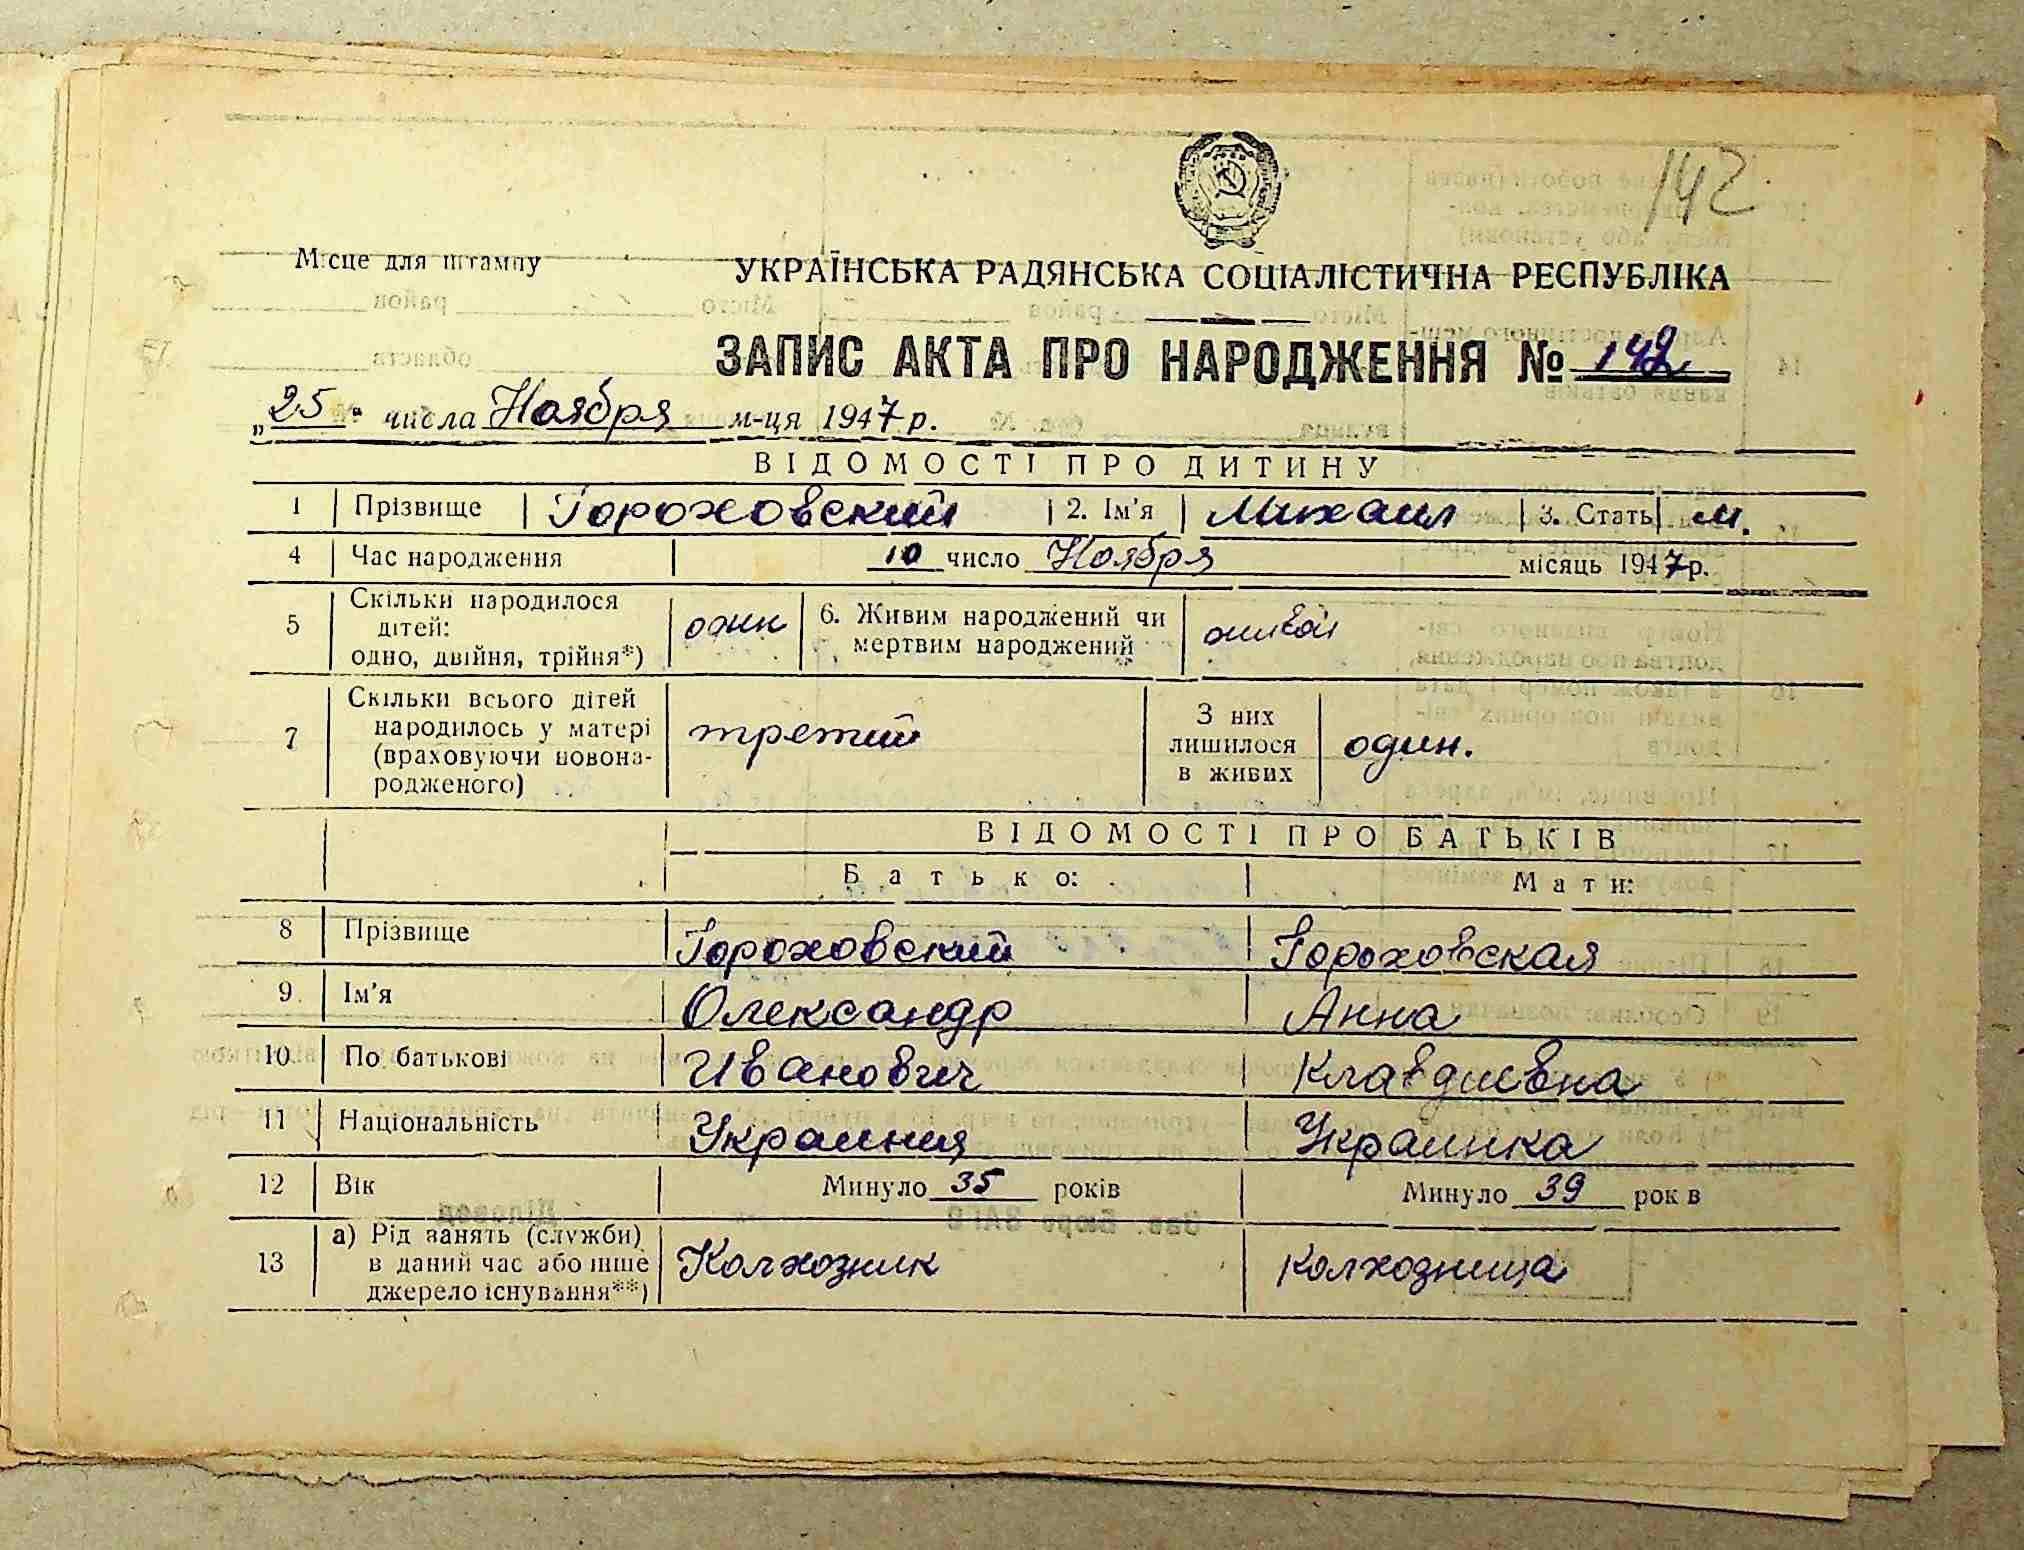 142
Місце для штампу
УКРАЇНСЬКА РАДЯНСЬКА СОЦІАЛІСТИЧНА РЕСПУБЛІКА
ЗАПИС АКТА ПРО НАРОДЖЕННЯ № 142
„25" числа Ноября м-ця 1947 р.
ВІДОМОСТІ ПРО ДИТИНУ
1 Прізвище Гороховский 2. Ім'я Михаил 3. Стать м.
4 Час народження 10 число Ноября місяць 1947 р.
5 Скільки народилося
дітей:
одно, двійня, трійня*)
один
6. Живим народжений чи
мертвим народжений
живой
7 Скільки всього дітей
народилось у матері
(враховуючи новона-
родженого)
третий
З них
лишилося
в живих
один.
ВІДОМОСТІ ПРО БАТЬКІВ
Батько: Мати:
8 Прізвище Гороховский Гороховская
9. Ім'я Олександр Анна
10. По батькові Иванович Клавдиевна
11 Національність Украинец Украинка
12 Вік Минуло 35 років Минуло 39 рок в
13 а) Рід занять (служби)
в даний час або інше
джерело існування**)
Колхозник колхозница